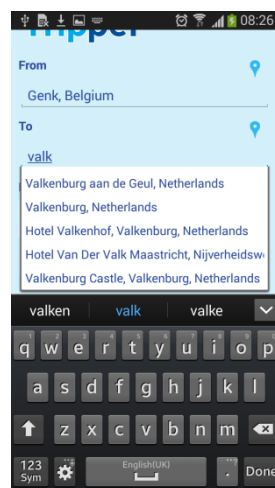 08:26
Tripper
From
Genk, Belgium
To
valk
Valkenburg aan de Geul, Netherlands
Valkenburg, Netherlands
Hotel Valkenhof, Valkenburg, Netherlands
Hotel Van Der Valk Maastricht, Nijverheidsw
Valkenburg Castle, Valkenburg, Netherlands
valken valk valke
q w e r t y u i o p
a s d f g h j k l
z x c v b n m
123 Sym English(UK) . Done